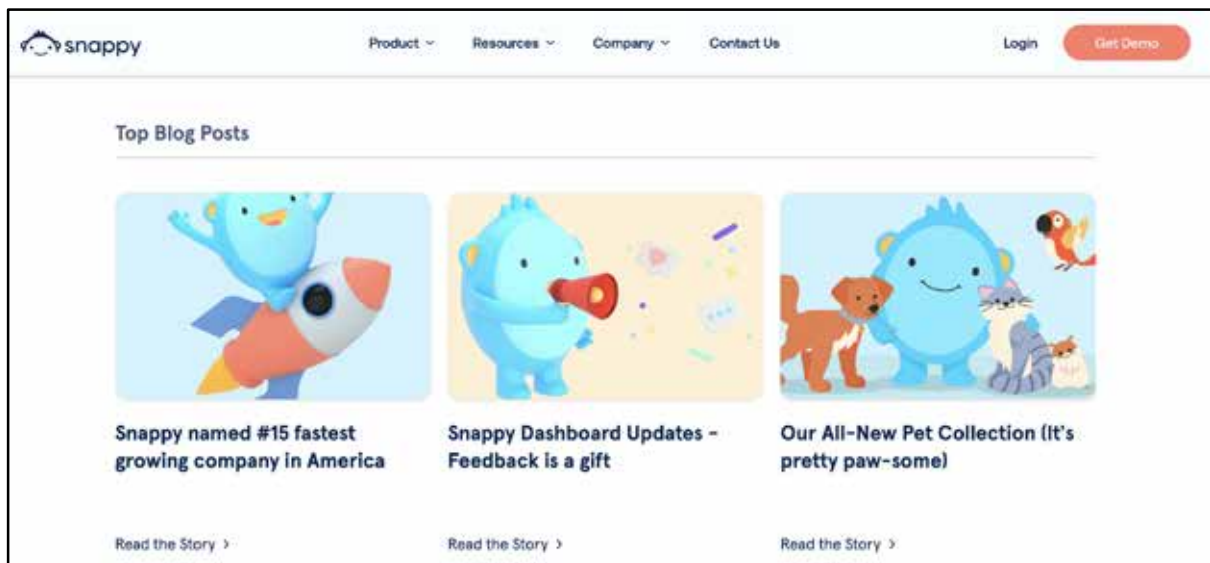 snappy
Product
Resources
Company
Contact Us
Login
Get Demo
Top Blog Posts
Snappy named #15 fastest
growing company in America
Snappy Dashboard Updates –
Feedback is a gift
Our All-New Pet Collection (It's
pretty paw-some)
Read the Story >
Read the Story >
Read the Story >